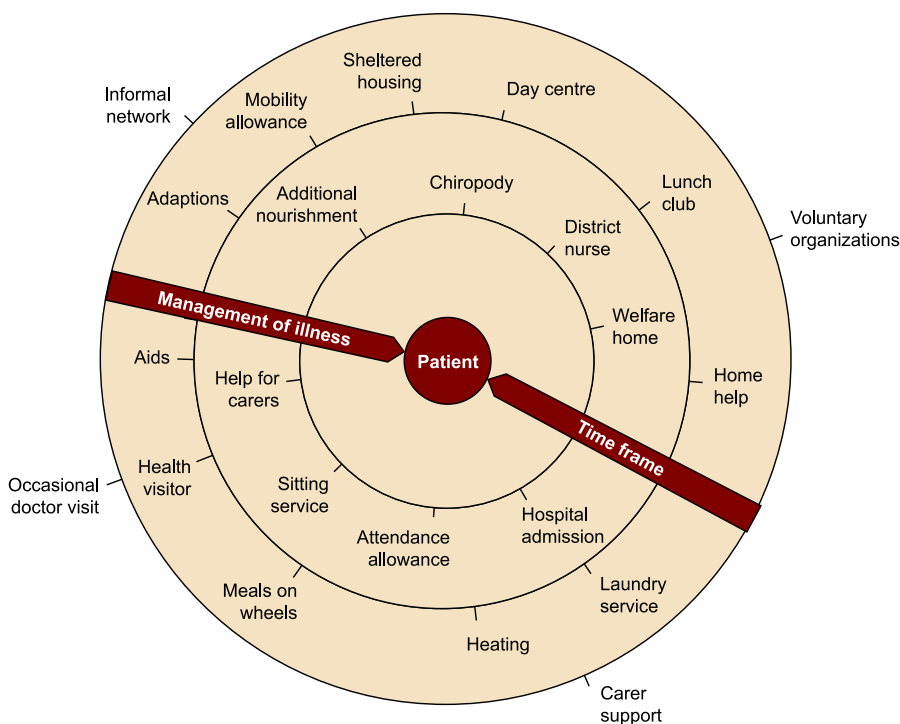 Sheltered
housing
Day centre
Informal
network
Mobility
allowance
Adaptions
Additional
nourishment
Chiropody
Lunch
club
District
nurse
Voluntary
organizations
Management of illness
Welfare
home
Patient
Aids
Help for
carers
Home
help
Time frame
Health
visitor
Sitting
service
Occasional
doctor visit
Attendance
allowance
Hospital
admission
Meals on
wheels
Laundry
service
Heating
Carer
support